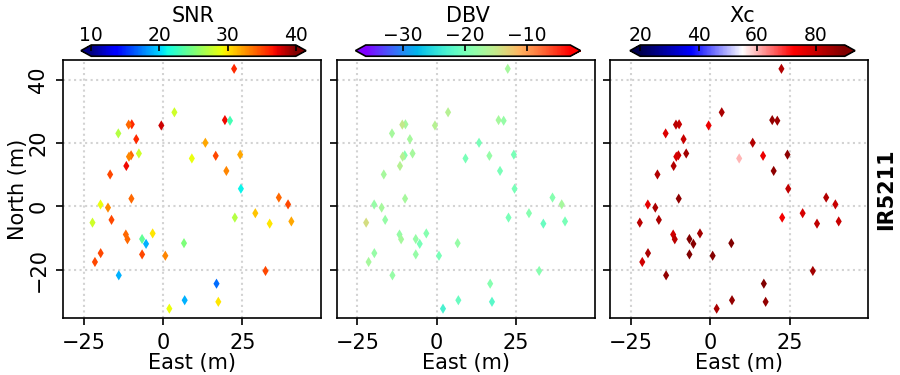 SNR DBV Xc
10 20 30 40 −30 −20 −10 20 40 60 80
40
20
0
−20
North (m)
IR5211
−25 0 25 −25 0 25 −25 0 25
East (m) East (m) East (m)